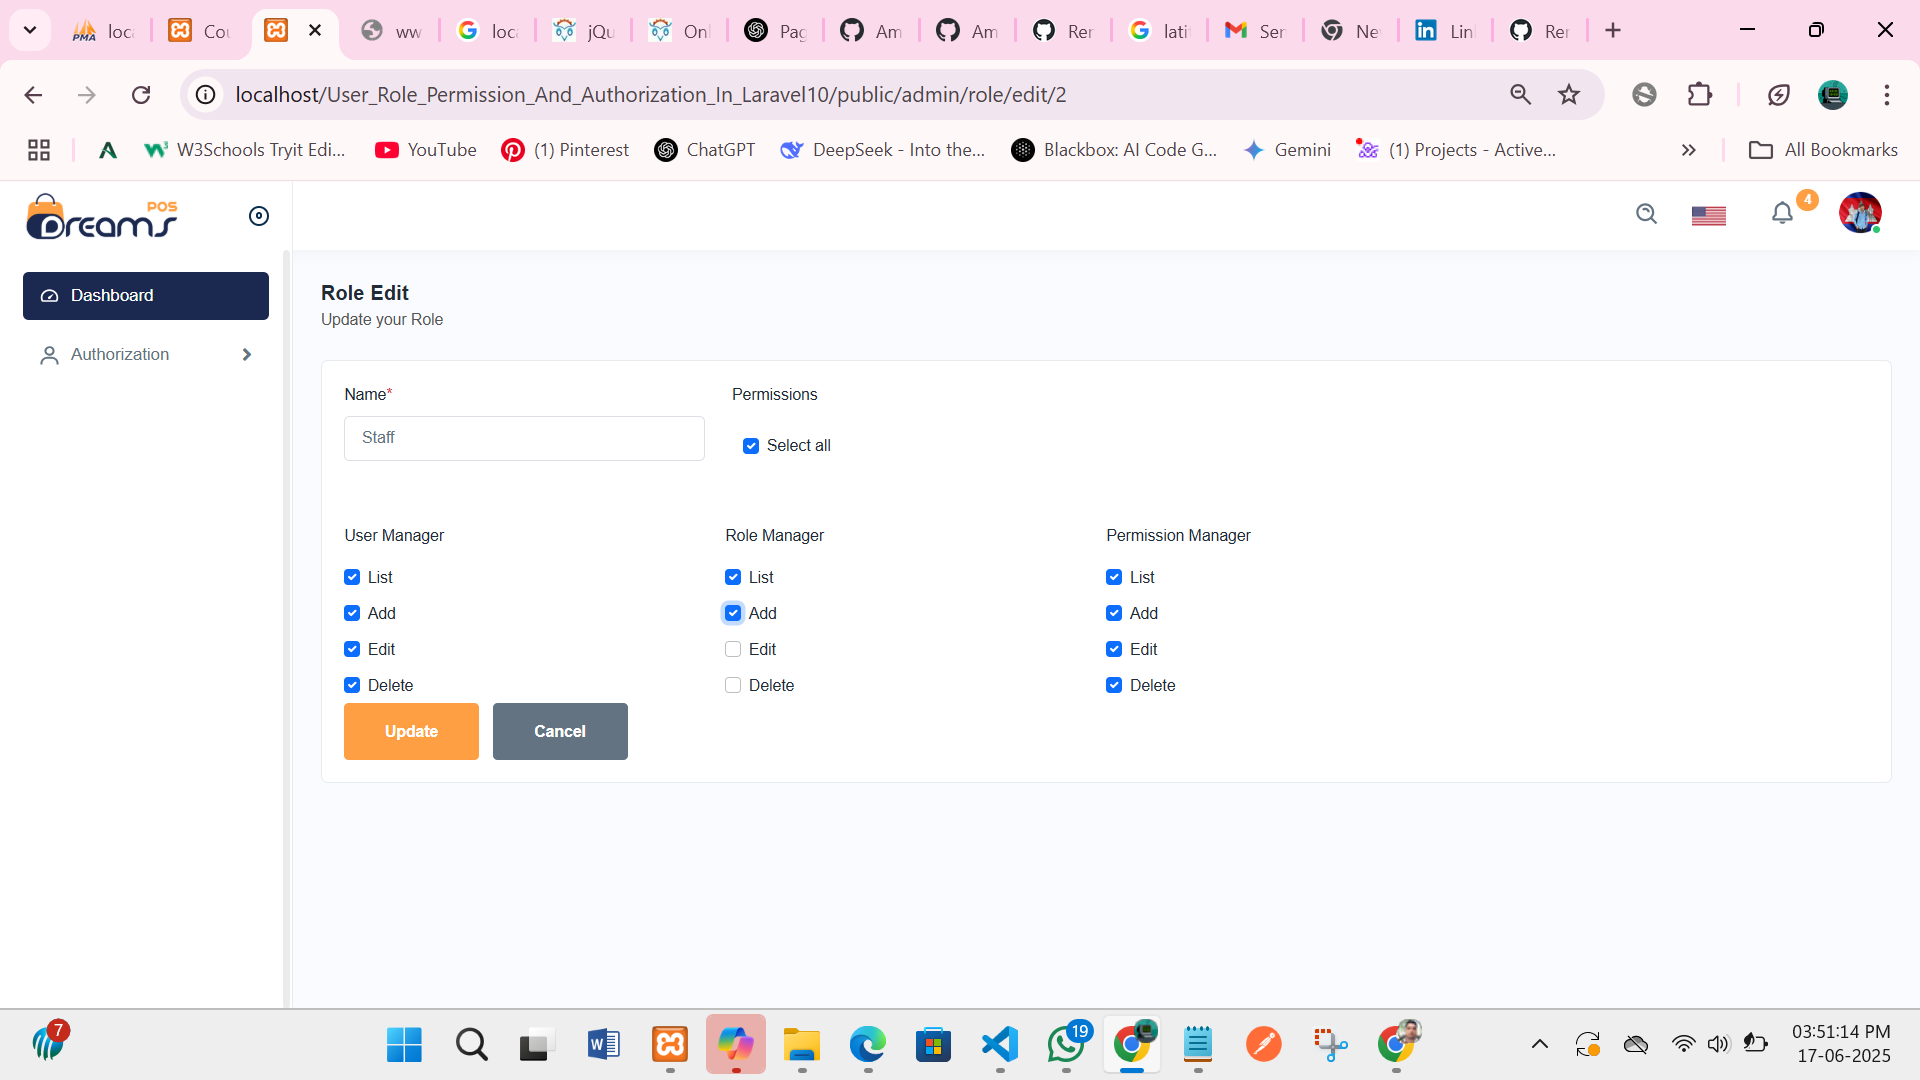 loca
Cou
ww
loca
jQu
Onl
Pag
Am
Am
Rer
lati
Ser
Ne
Lin
Rer
localhost/User_Role_Permission_And_Authorization_In_Laravel10/public/admin/role/edit/2
W3Schools Tryit Edi...
YouTube
(1) Pinterest
ChatGPT
DeepSeek - Into the...
Blackbox: AI Code G...
Gemini
(1) Projects - Active...
All Bookmarks
Dreams POS
4
Dashboard
Authorization
Role Edit
Update your Role
Name*
Permissions
Staff
Select all
User Manager
Role Manager
Permission Manager
List
List
List
Add
Add
Add
Edit
Edit
Edit
Delete
Delete
Delete
Update
Cancel
7
19
03:51:14 PM
17-06-2025